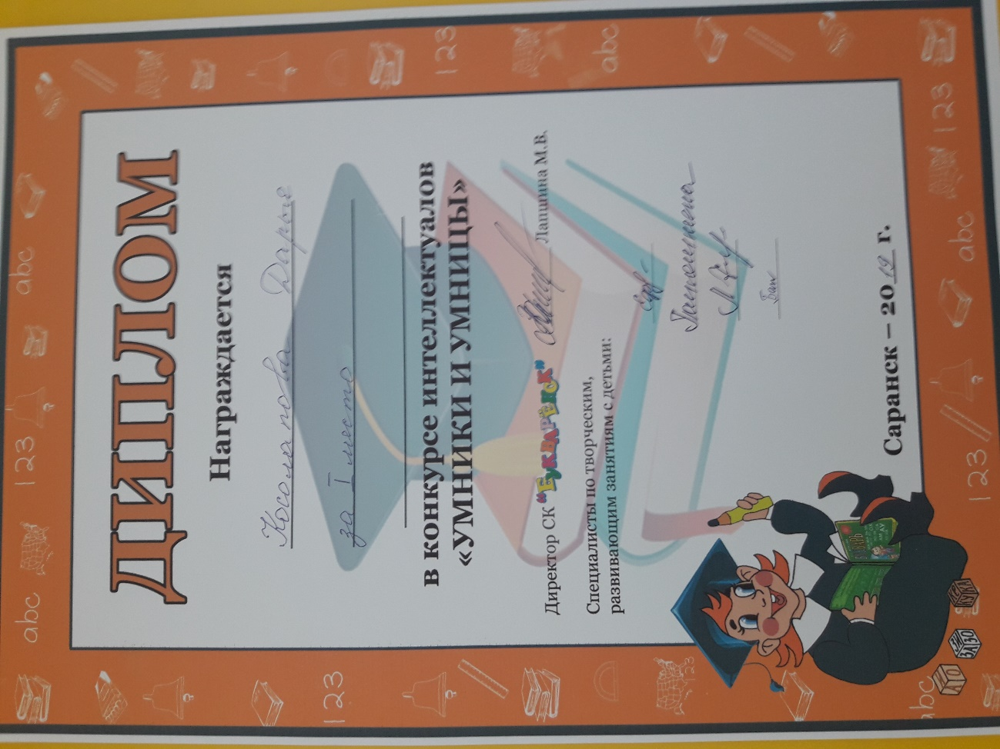 ДИПЛОМ
Награждается
Косолапова Дарья
за I место
в конкурсе интеллектуалов
«УМНИКИ И УМНИЦЫ»
Директор СК "БУКВАРЁНОК" Лапшина М.В.
Специалисты по творческим,
развивающим занятиям с детьми:
Саранск – 2019 г.